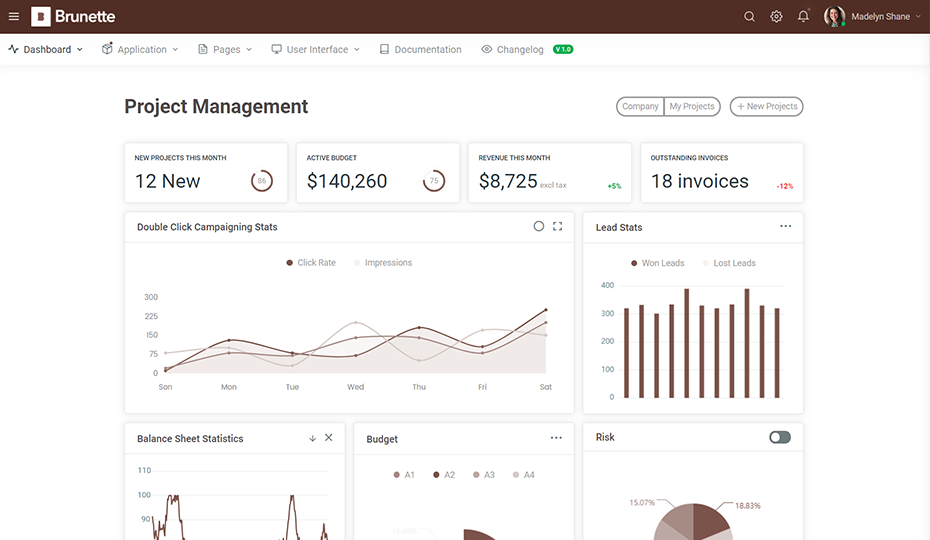 B Brunette
Madelyn Shane
Dashboard Application Pages User Interface Documentation Changelog V 1.0
Project Management
Company My Projects + New Projects
NEW PROJECTS THIS MONTH
12 New
86
ACTIVE BUDGET
$140,260
75
REVENUE THIS MONTH
$8,725 excl tax
+5%
OUTSTANDING INVOICES
18 invoices
-12%
Double Click Campaigning Stats
Click Rate Impressions
300
225
150
75
0
Son Mon Tue Wed Thu Fri Sat
Lead Stats
Won Leads Lost Leads
400
300
200
100
0
Balance Sheet Statistics
110
100
90
Budget
A1 A2 A3 A4
Risk
15.07%
18.83%